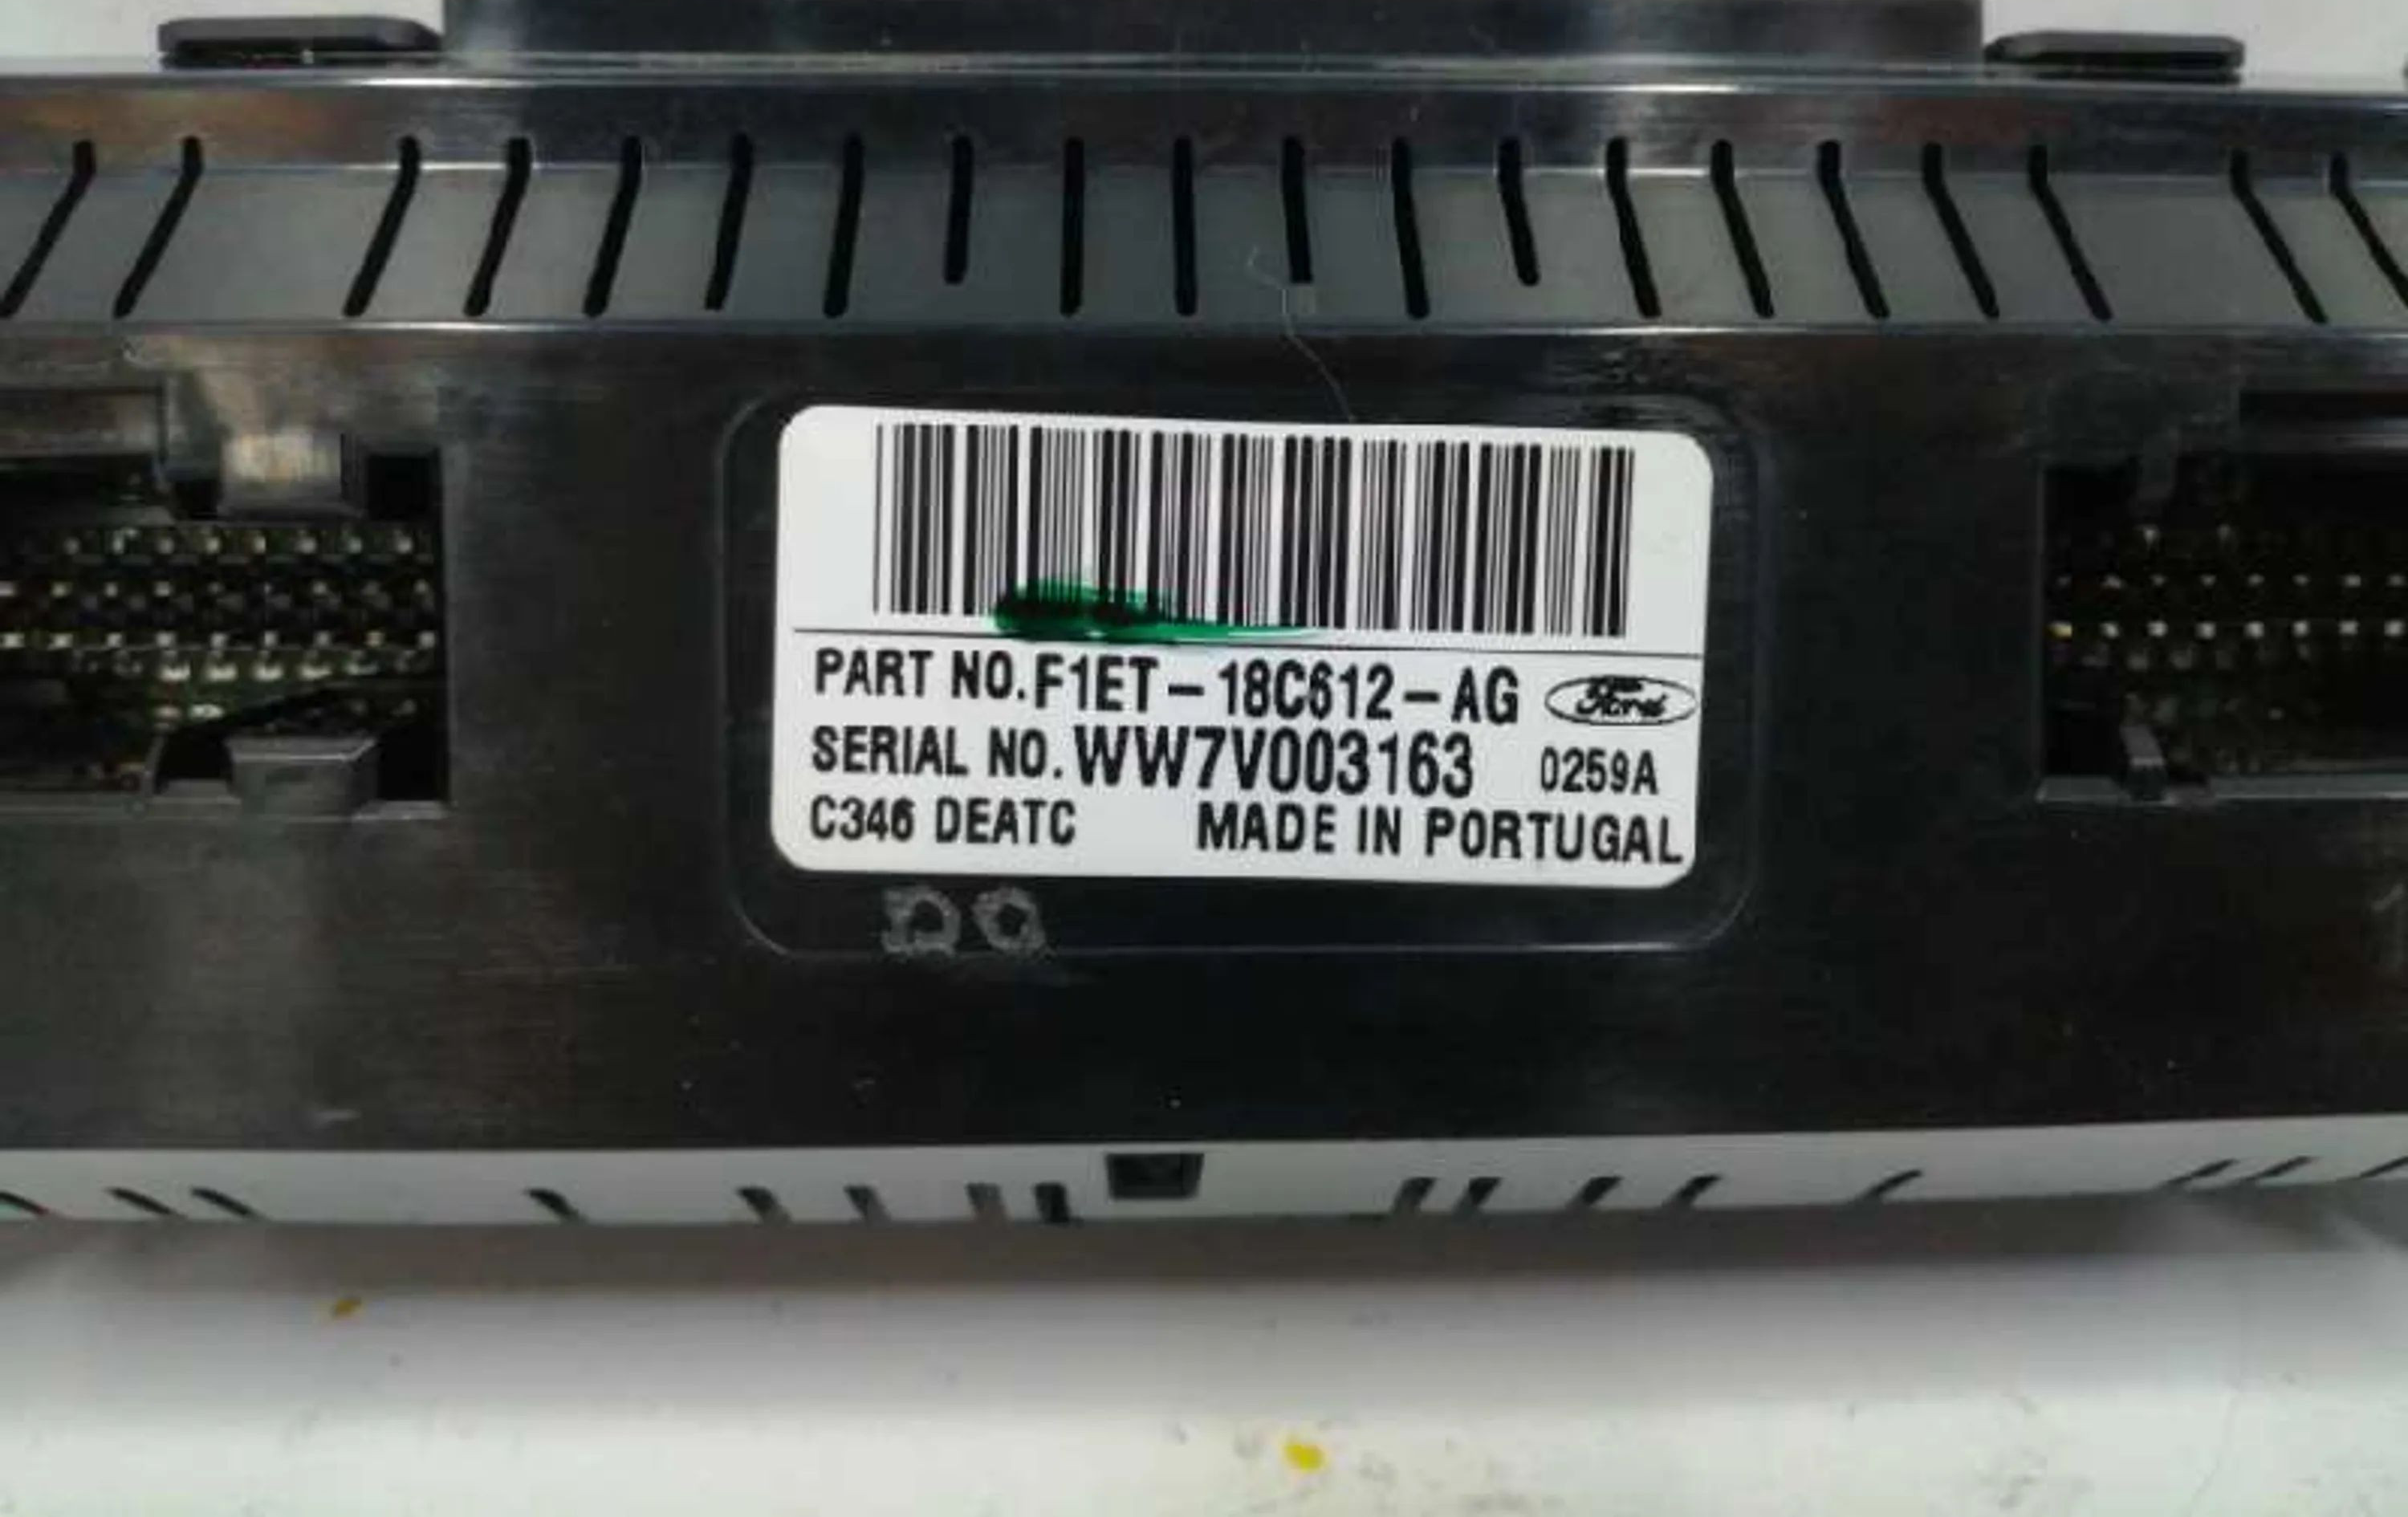 PART NO. F1ET-18C612-AG Ford
SERIAL NO. WW7V003163 0259A
C346 DEATC MADE IN PORTUGAL